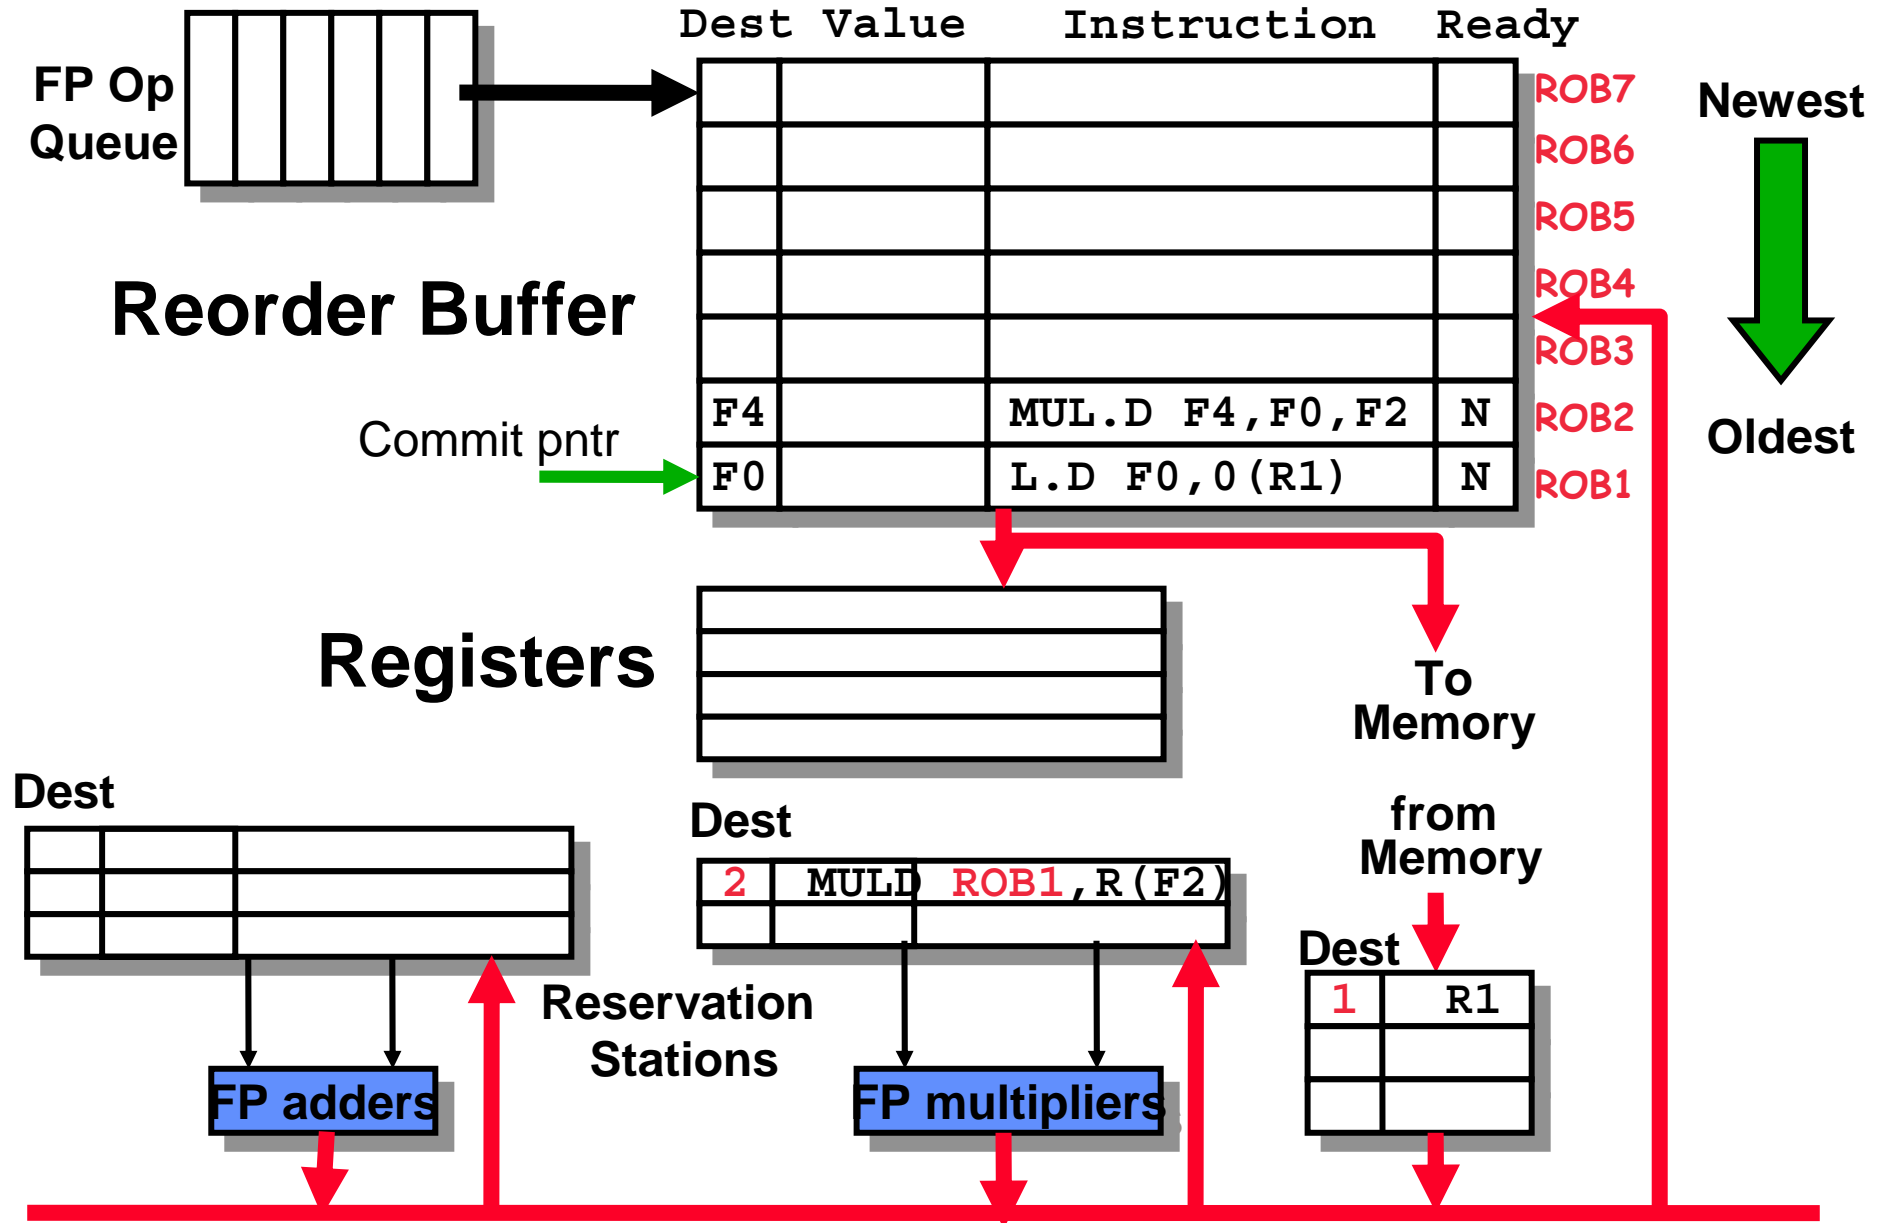 Dest Value Instruction Ready
FP Op
Queue
ROB7
Newest
ROB6
ROB5
Reorder Buffer
ROB4
ROB3
F4 MUL.D F4,F0,F2 N ROB2
Commit pntr
Oldest
F0 L.D F0,0(R1) N ROB1
Registers
To
Memory
Dest
Dest
from
Memory
2 MULD ROB1,R(F2)
Dest
1 R1
Reservation
Stations
FP adders
FP multipliers